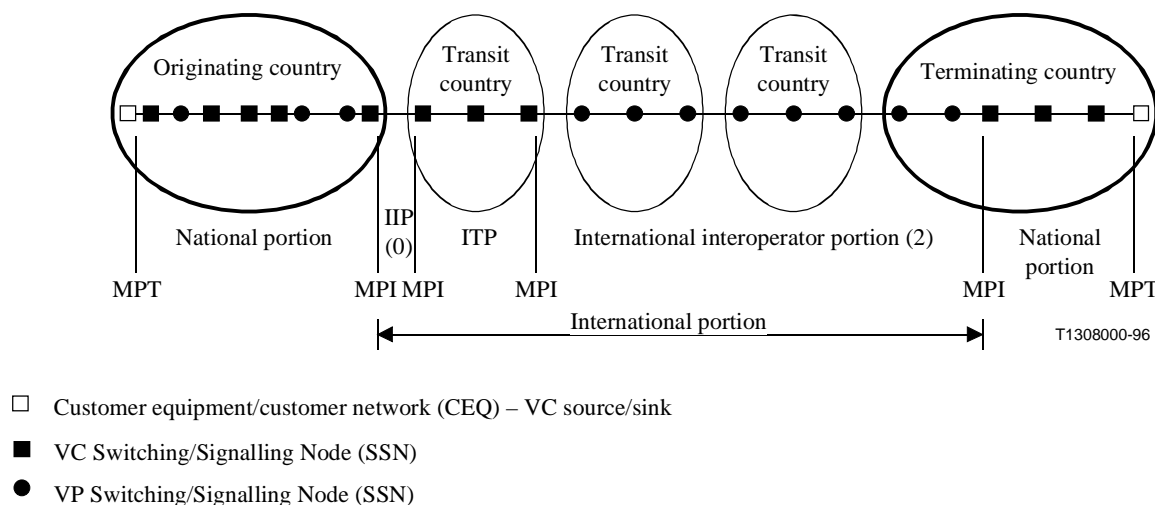 Originating country
Transit
country
Transit
country
Transit
country
Terminating country
National portion
IIP
(0)
ITP
International interoperator portion (2)
National
portion
MPT
MPI
MPI
MPI
MPI
MPT
International portion
T1308000-96
Customer equipment/customer network (CEQ) – VC source/sink
VC Switching/Signalling Node (SSN)
VP Switching/Signalling Node (SSN)